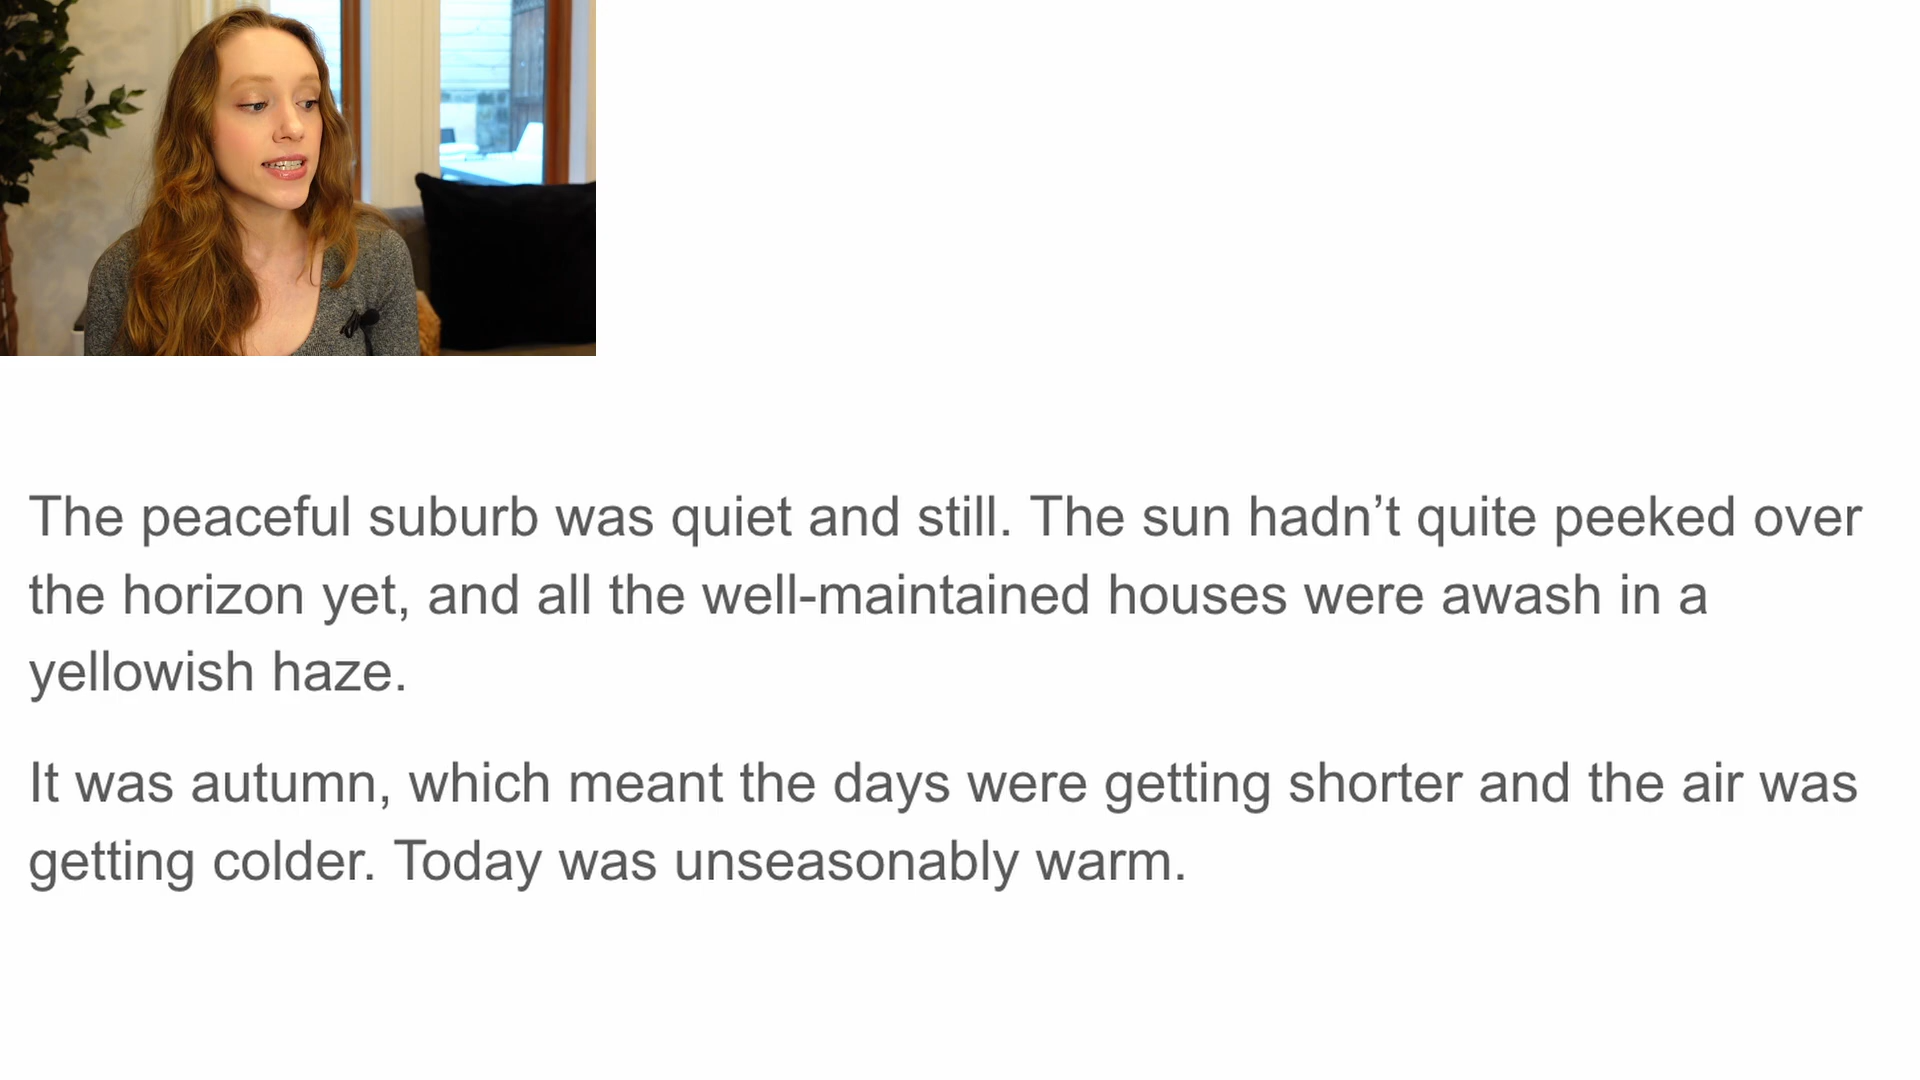 The peaceful suburb was quiet and still. The sun hadn’t quite peeked over
the horizon yet, and all the well-maintained houses were awash in a
yellowish haze.
It was autumn, which meant the days were getting shorter and the air was
getting colder. Today was unseasonably warm.